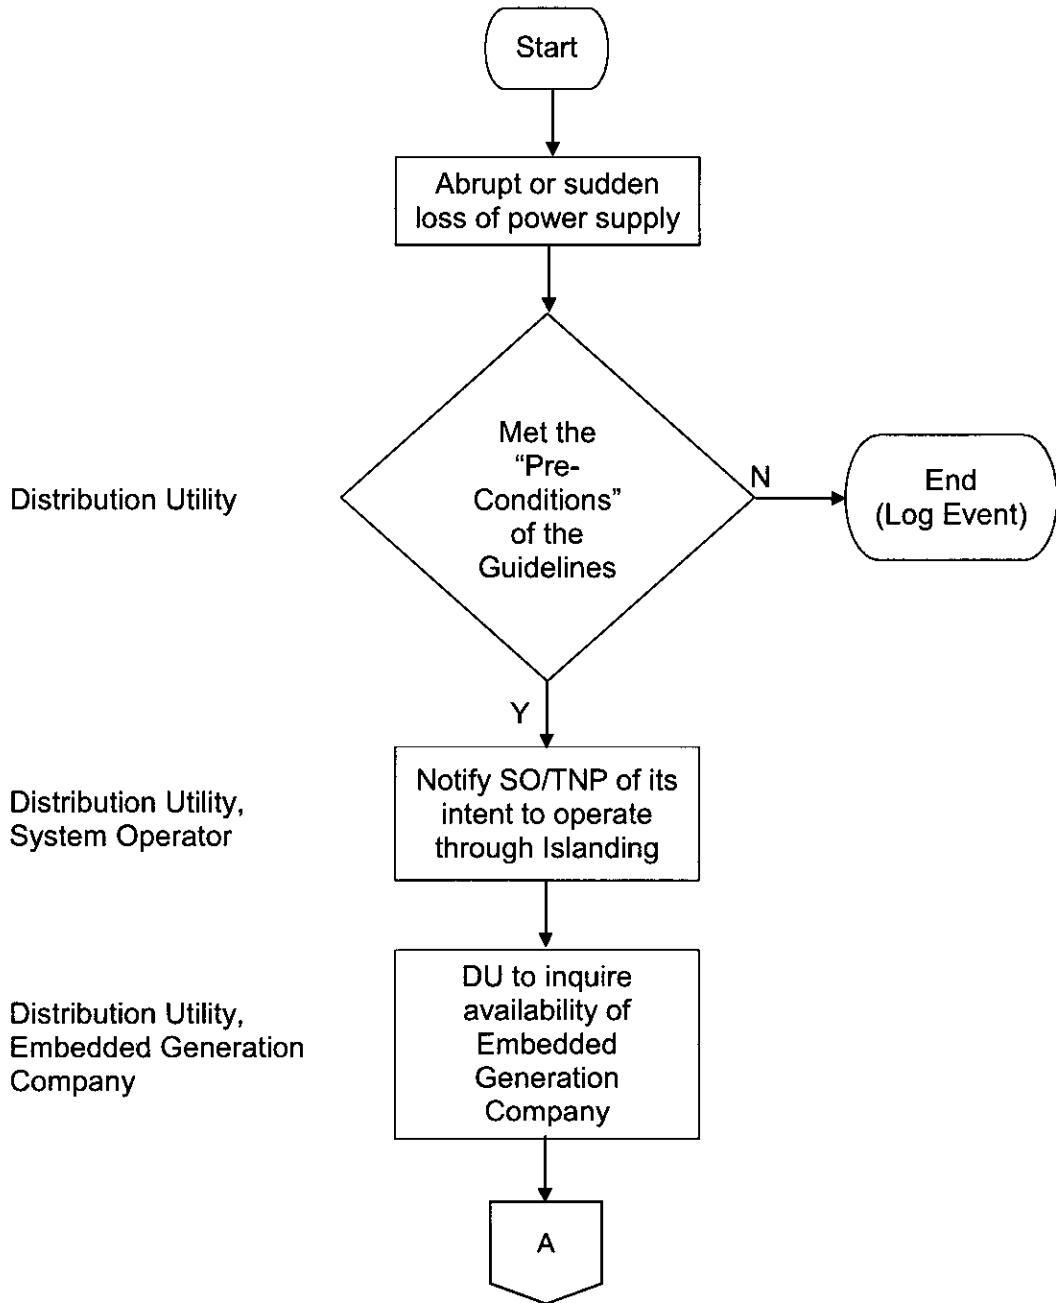 Start
Abrupt or sudden
loss of power supply
Distribution Utility
Met the
“Pre-
Conditions”
of the
Guidelines
N
End
(Log Event)
Y
Distribution Utility,
System Operator
Notify SO/TNP of its
intent to operate
through Islanding
Distribution Utility,
Embedded Generation
Company
DU to inquire
availability of
Embedded
Generation
Company
A